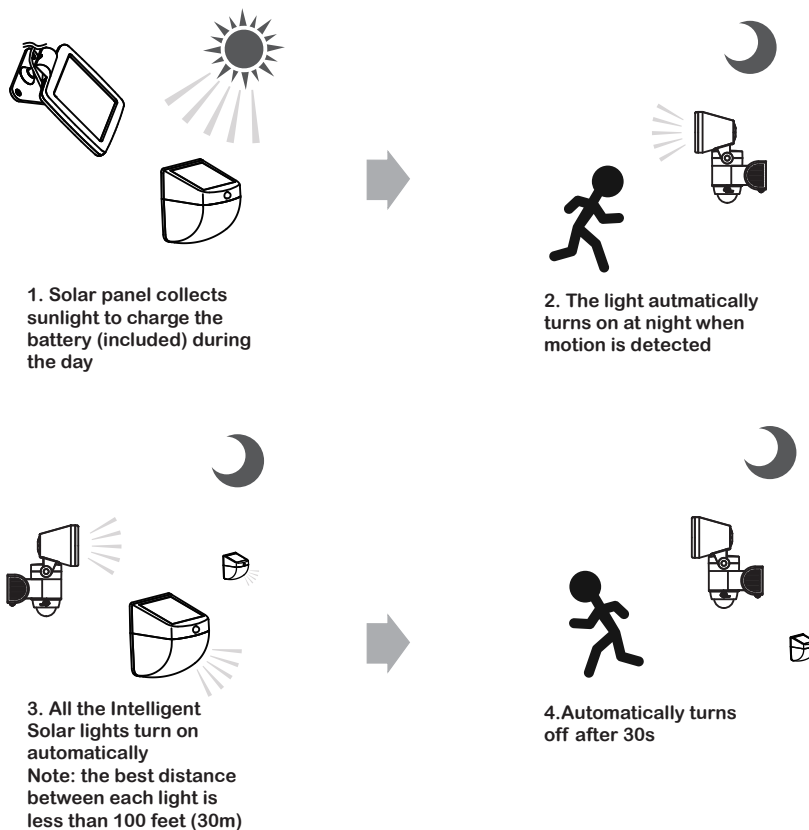 1. Solar panel collects
sunlight to charge the
battery (included) during
the day
2. The light autmatically
turns on at night when
motion is detected
3. All the Intelligent
Solar lights turn on
automatically
Note: the best distance
between each light is
less than 100 feet (30m)
4.Automatically turns
off after 30s